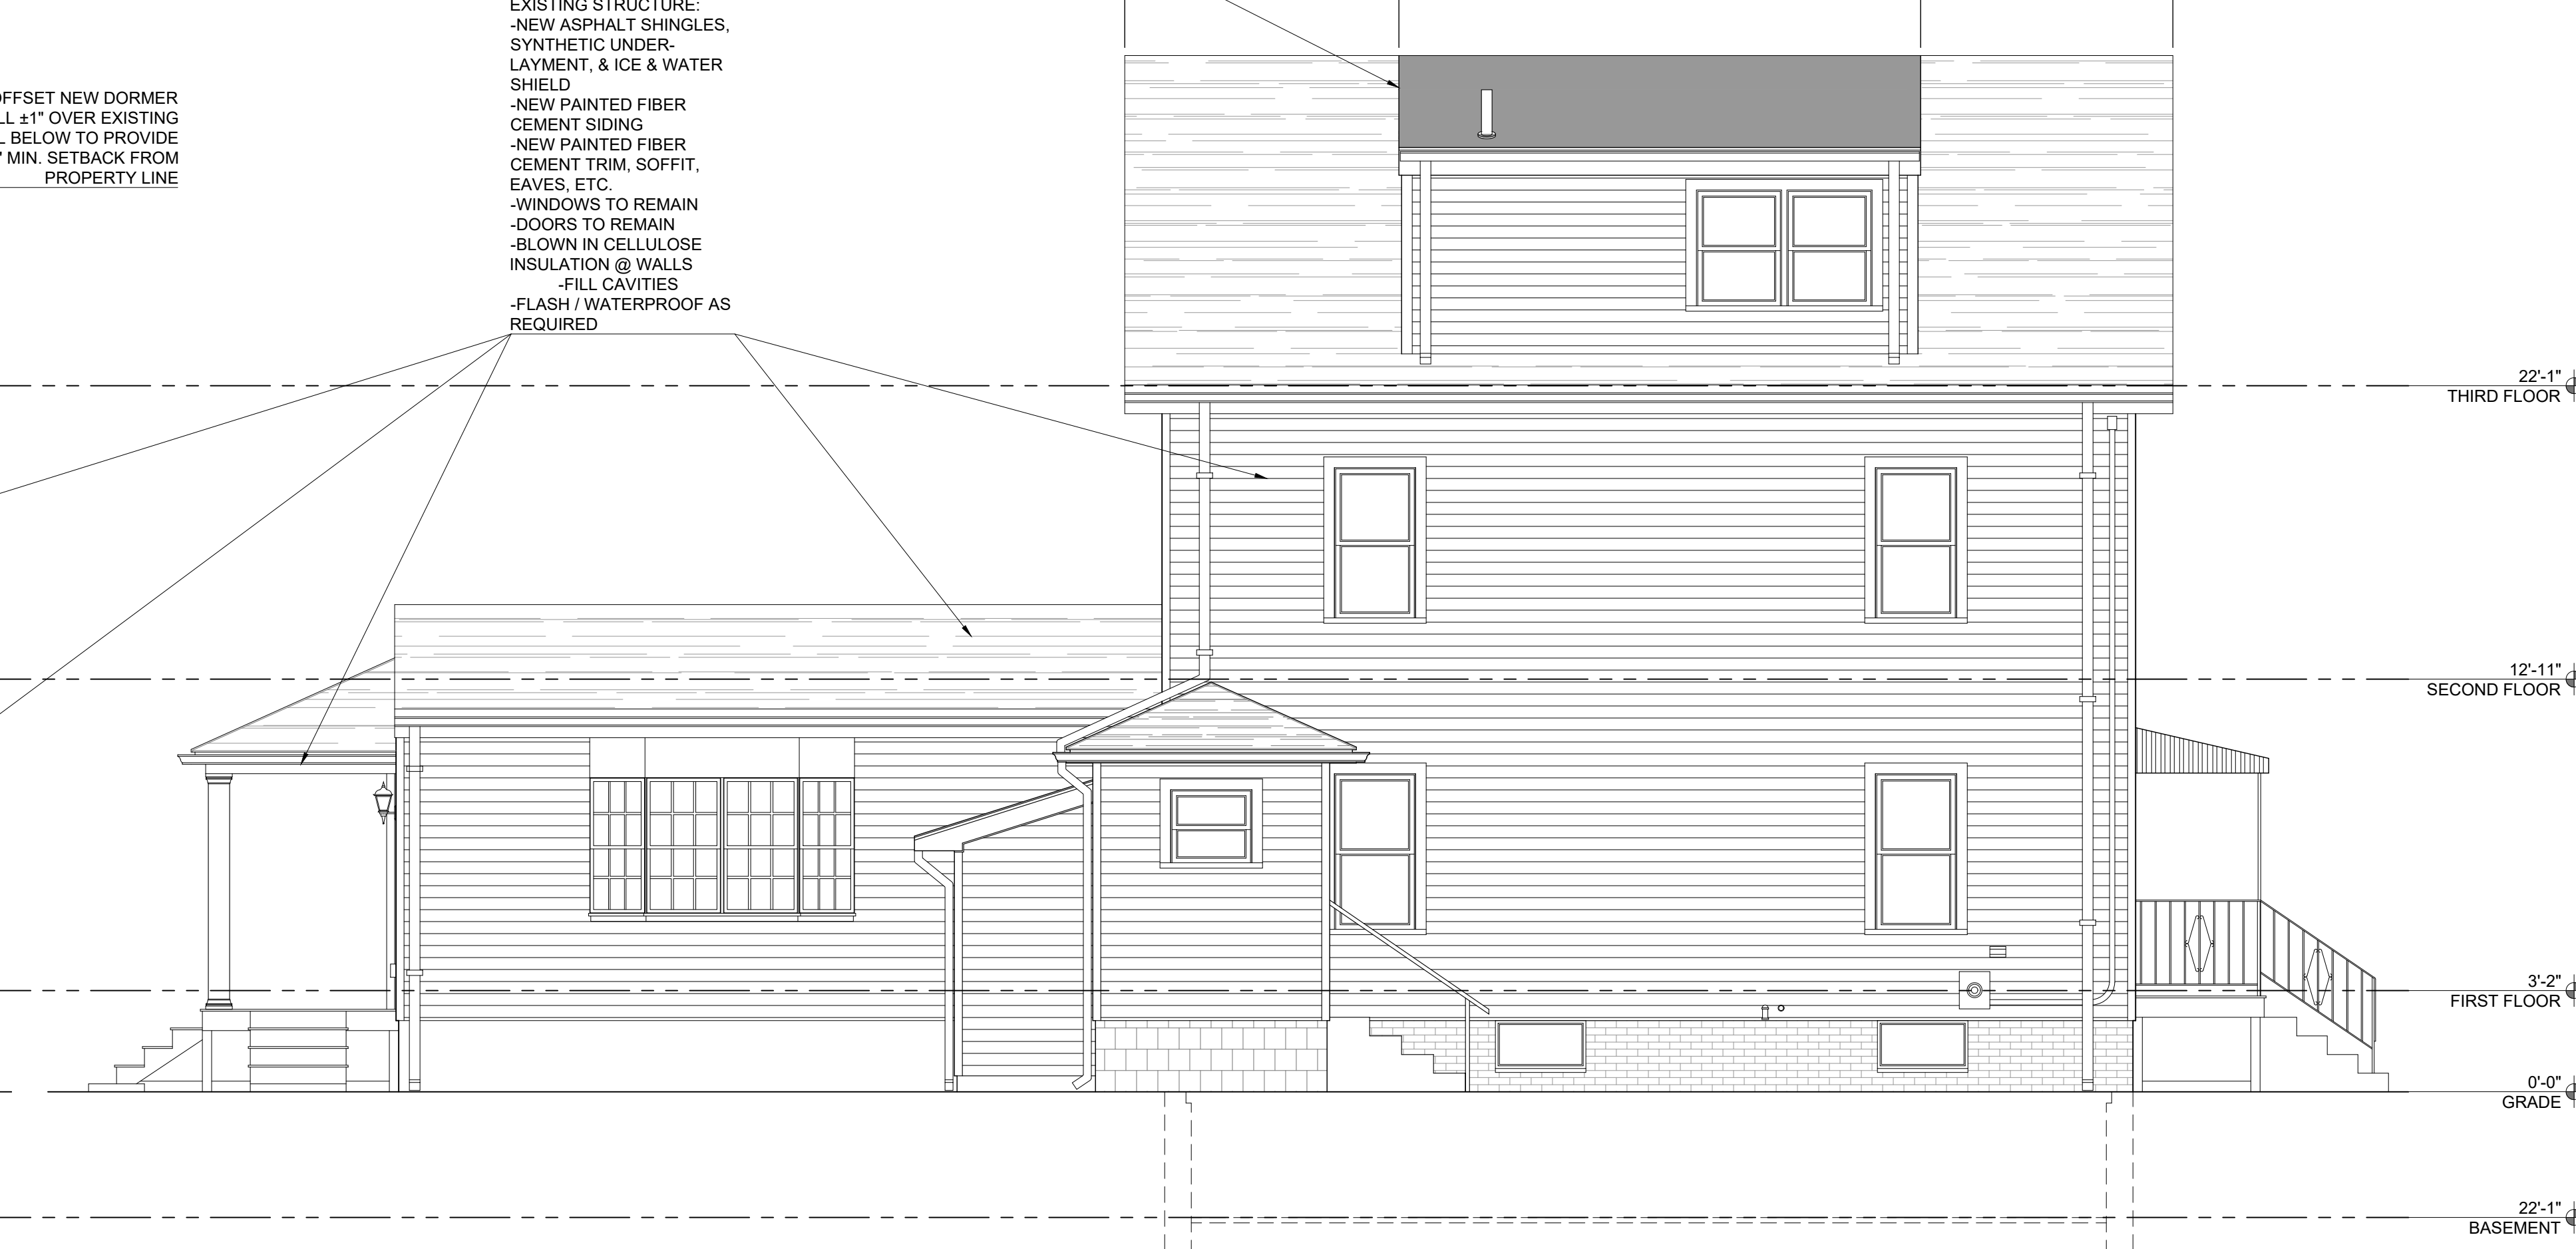 EXISTING STRUCTURE:
-NEW ASPHALT SHINGLES,
SYNTHETIC UNDER-
LAYMENT, & ICE & WATER
SHIELD
-NEW PAINTED FIBER
CEMENT SIDING
-NEW PAINTED FIBER
CEMENT TRIM, SOFFIT,
EAVES, ETC.
-WINDOWS TO REMAIN
-DOORS TO REMAIN
-BLOWN IN CELLULOSE
INSULATION @ WALLS
-FILL CAVITIES
-FLASH / WATERPROOF AS
REQUIRED
NEW DORMER
±1" OVER EXISTING
BELOW TO PROVIDE
MIN. SETBACK FROM
PROPERTY LINE
22'-1"
THIRD FLOOR
12'-11"
SECOND FLOOR
3'-2"
FIRST FLOOR
0'-0"
GRADE
22'-1"
BASEMENT